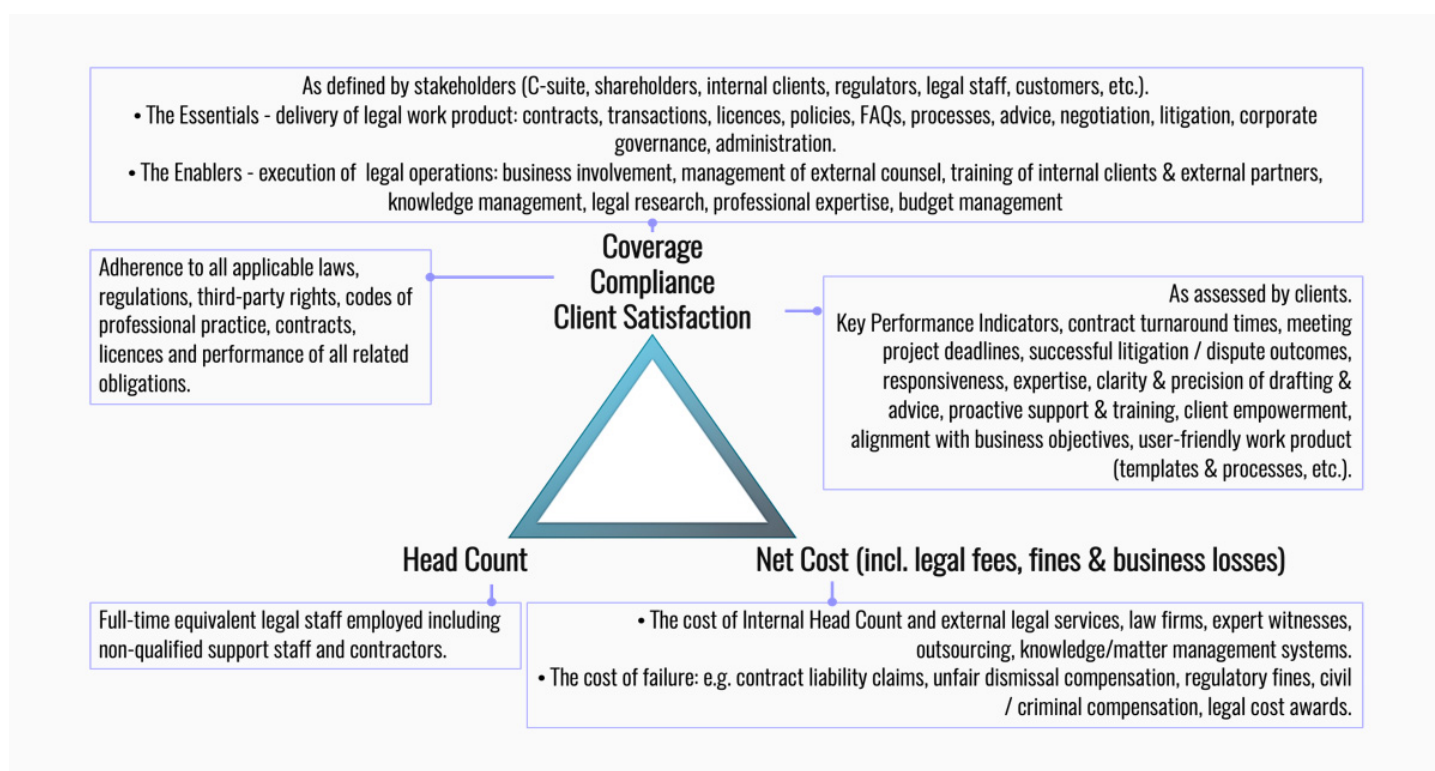 As defined by stakeholders (C-suite, shareholders, internal clients, regulators, legal staff, customers, etc.).
• The Essentials - delivery of legal work product: contracts, transactions, licences, policies, FAQs, processes, advice, negotiation, litigation, corporate
governance, administration.
• The Enablers - execution of  legal operations: business involvement, management of external counsel, training of internal clients & external partners,
knowledge management, legal research, professional expertise, budget management
Coverage
Compliance
Client Satisfaction
Adherence to all applicable laws,
regulations, third-party rights, codes of
professional practice, contracts,
licences and performance of all related
obligations.
As assessed by clients.
Key Performance Indicators, contract turnaround times, meeting
project deadlines, successful litigation / dispute outcomes,
responsiveness, expertise, clarity & precision of drafting &
advice, proactive support & training, client empowerment,
alignment with business objectives, user-friendly work product
(templates & processes, etc.).
Head Count
Net Cost (incl. legal fees, fines & business losses)
Full-time equivalent legal staff employed including
non-qualified support staff and contractors.
• The cost of Internal Head Count and external legal services, law firms, expert witnesses,
outsourcing, knowledge/matter management systems.
• The cost of failure: e.g. contract liability claims, unfair dismissal compensation, regulatory fines, civil
/ criminal compensation, legal cost awards.